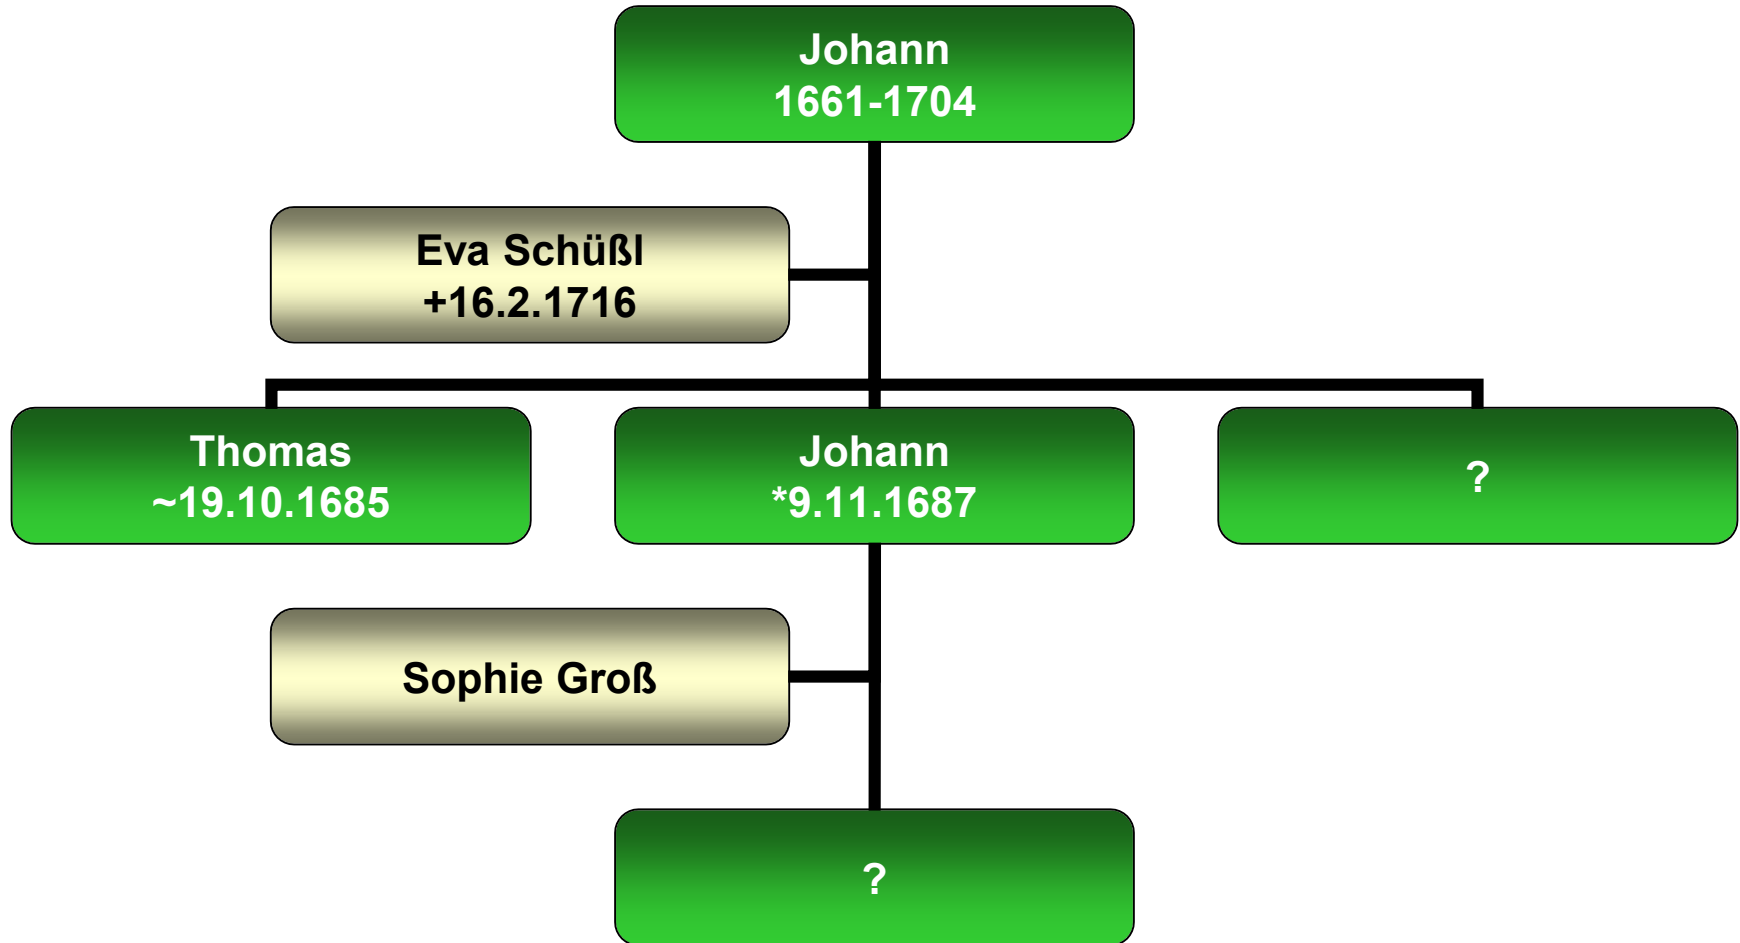 Johann
1661-1704
Eva Schüßl
+16.2.1716
Thomas
~19.10.1685
Johann
*9.11.1687
?
Sophie Groß
?